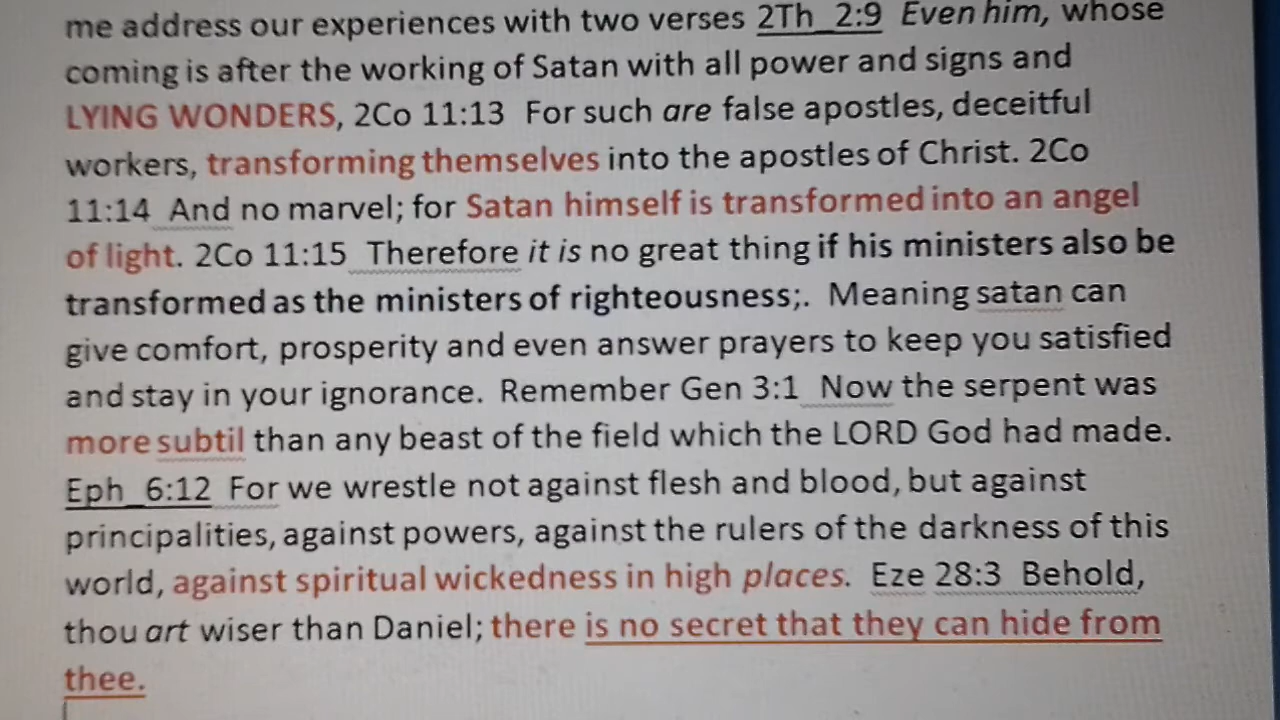 me address our experiences with two verses 2Th 2:9 Even him, whose
coming is after the working of Satan with all power and signs and
LYING WONDERS, 2Co 11:13 For such are false apostles, deceitful
workers, transforming themselves into the apostles of Christ. 2Co
11:14 And no marvel; for Satan himself is transformed into an angel
of light. 2Co 11:15 Therefore it is no great thing if his ministers also be
transformed as the ministers of righteousness;. Meaning satan can
give comfort, prosperity and even answer prayers to keep you satisfied
and stay in your ignorance. Remember Gen 3:1 Now the serpent was
more subtil than any beast of the field which the LORD God had made.
Eph 6:12 For we wrestle not against flesh and blood, but against
principalities, against powers, against the rulers of the darkness of this
world, against spiritual wickedness in high places. Eze 28:3 Behold,
thou art wiser than Daniel; there is no secret that they can hide from
thee.